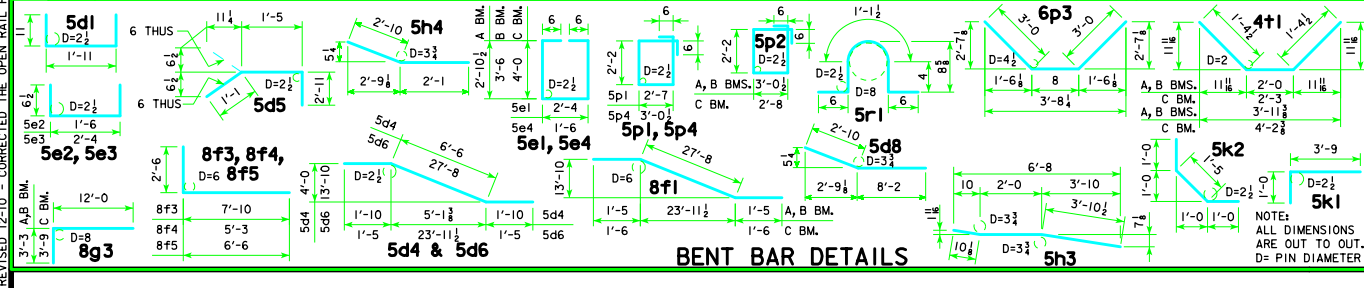 REVISED 12-10 - CORRECTED THE OPEN RAIL
5d1
11
D=2½
1'-11
6½
D=2½
5e2 1'-6
5e3 2'-4
5e2, 5e3
11¼
1'-5
6 THUS
6½
6½
D=2½
2'-11
6 THUS
1'-1
5d5
5h4
2'-10
5¼
D=3¾
2'-9⅛
2'-1
A BM.
B BM.
C BM.
2'-10½
3'-6
4'-0
6
6
D=2½
5e1 2'-4
5e4 1'-6
5e1, 5e4
6
6
2'-2
D=2½
5p1 2'-7
5p4 3'-0½
5p1, 5p4
5p2
6
2'-2
D=2½
A, B BMS. 3'-0½
C BM. 2'-8
1'-1½
D=2½
D=8
4
8⅝
6
6
5r1
6p3
3'-0
3'-0
2'-7⅛
2'-7⅛
D=4½
1'-6⅛
8
1'-6⅛
3'-8¼
4t1
1'-4½
1'-4½
11 11/16
11 11/16
D=2
A, B BMS. 11 11/16 2'-0 11 11/16
C BM. 2'-3
A, B BMS. 3'-11⅜
C BM. 4'-2⅜
12'-0
3'-3 A,B BM.
3'-9 C BM.
D=8
8g3
2'-6
8f3, 8f4,
8f5
D=6
8f3 7'-10
8f4 5'-3
8f5 6'-6
5d4
5d6
6'-6
27'-8
4'-0
13'-10
5d4
5d6
D=2½
1'-10 5'-1⅜ 1'-10 5d4
1'-5 23'-11½ 1'-5 5d6
5d4 & 5d6
27'-8
13'-10
D=6
8f1
1'-5 23'-11½ 1'-5 A, B BM.
1'-6 1'-6 C BM.
5d8
2'-10
5¼
D=3¾
2'-9⅛
8'-2
6'-8
10
2'-0
3'-10
11/16
D=3¾
3'-10½
7⅛
10⅛
D=3¾
5h3
5k2
1'-0
1'-0
1'-5
D=2½
1'-0
1'-0
3'-9
1'-0
D=2½
5k1
BENT BAR DETAILS
NOTE:
ALL DIMENSIONS
ARE OUT TO OUT.
D= PIN DIAMETER